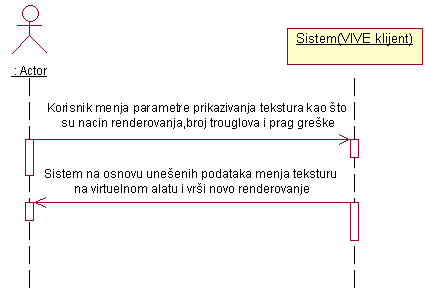 Sistem(VIVE klijent)
: Actor
Korisnik menja parametre prikazivanja tekstura kao što
su nacin renderovanja,broj trouglova i prag greške
Sistem na osnovu unešenih podataka menja teksturu
na virtuelnom alatu i vrši novo renderovanje